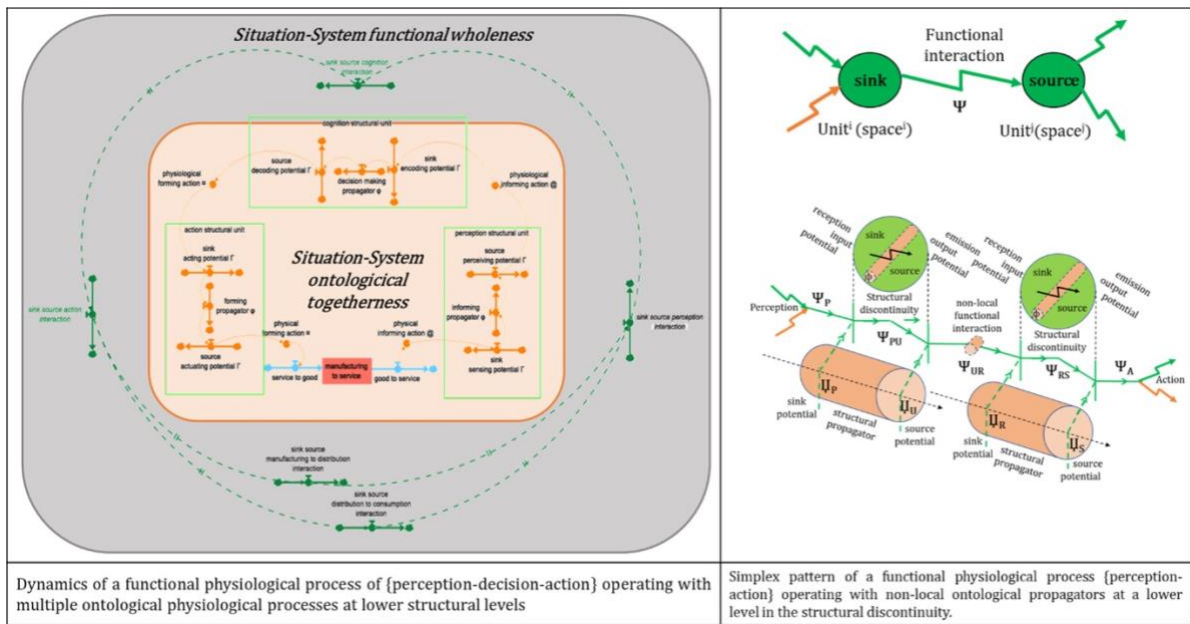 Situation-System functional wholeness
sink source cognition
interaction
cognition structural unit
source
decoding potential Γ
sink
encoding potential Γ
decision making
propagator φ
physiological
forming action ¤
physiological
informing action @
action structural unit
sink
acting potential Γ
forming
propagator φ
source
actuating potential Γ
Situation-System
ontologicical
togetherness
perception structural unit
source
perceiving potential Γ
informing
propagator φ
sink
sensing potential Γ
physical
forming action ¤
physical
informing action @
service to good
manufacturing
to service
good to service
sink source action
interaction
sink source perception
interaction
sink source
manufacturing to distribution
interaction
sink source
distribution to consumption
interaction
Functional
interaction
sink
source
Ψ
Unitⁱ (spaceⁱ)
Unitʲ(spaceʲ)
reception
input
potential
sink
source
emission
output
potential
reception
input
potential
sink
source
emission
output
potential
Perception
Ψ_P
Structural
discontinuity
Ψ_PU
non-local
functional
interaction
Ψ_UR
Structural
discontinuity
Ψ_RS
Ψ_A
Action
Џ_P
Џ_U
sink
potential
structural
propagator
source
potential
Џ_R
Џ_S
sink
potential
structural
propagator
source
potential
Dynamics of a functional physiological process of {perception-decision-action} operating with
multiple ontological physiological processes at lower structural levels
Simplex pattern of a functional physiological process {perception-
action} operating with non-local ontological propagators at a lower
level in the structural discontinuity.